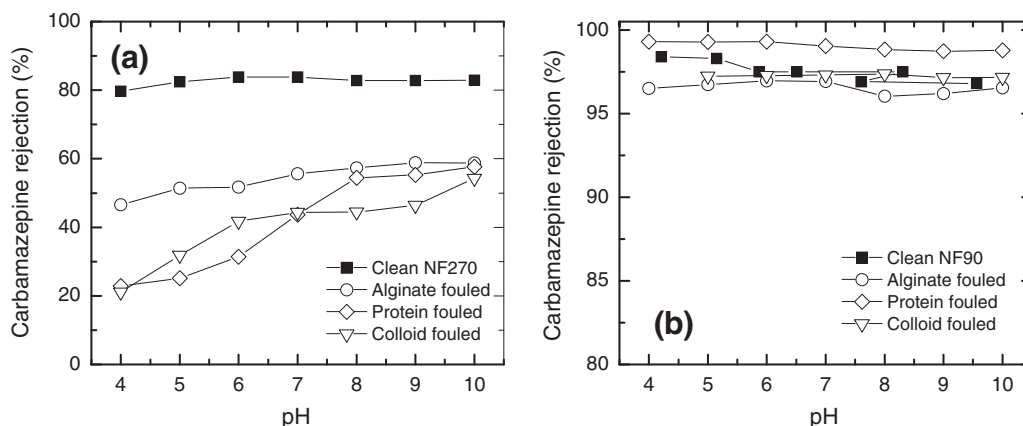 Carbamazepine rejection (%)
100
80
60
40
20
0
(a)
Clean NF270
Alginate fouled
Protein fouled
Colloid fouled
4 5 6 7 8 9 10
pH
Carbamazepine rejection (%)
100
95
90
85
80
Clean NF90
Alginate fouled
Protein fouled
Colloid fouled
(b)
4 5 6 7 8 9 10
pH